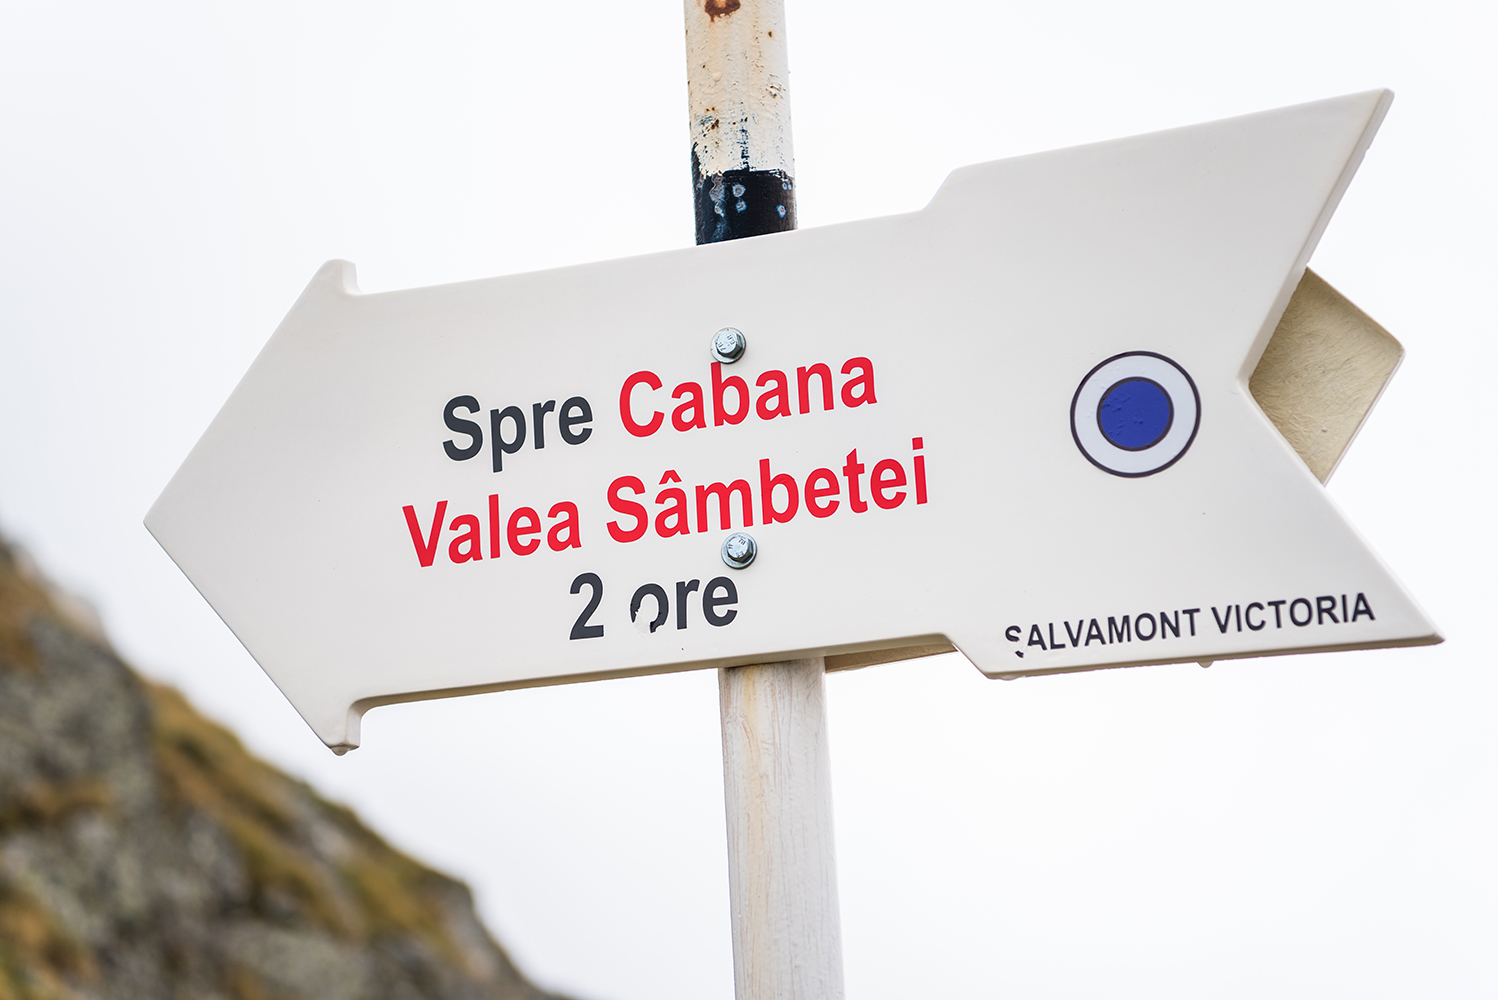 Spre Cabana
Valea Sâmbetei
2 ore
SALVAMONT VICTORIA